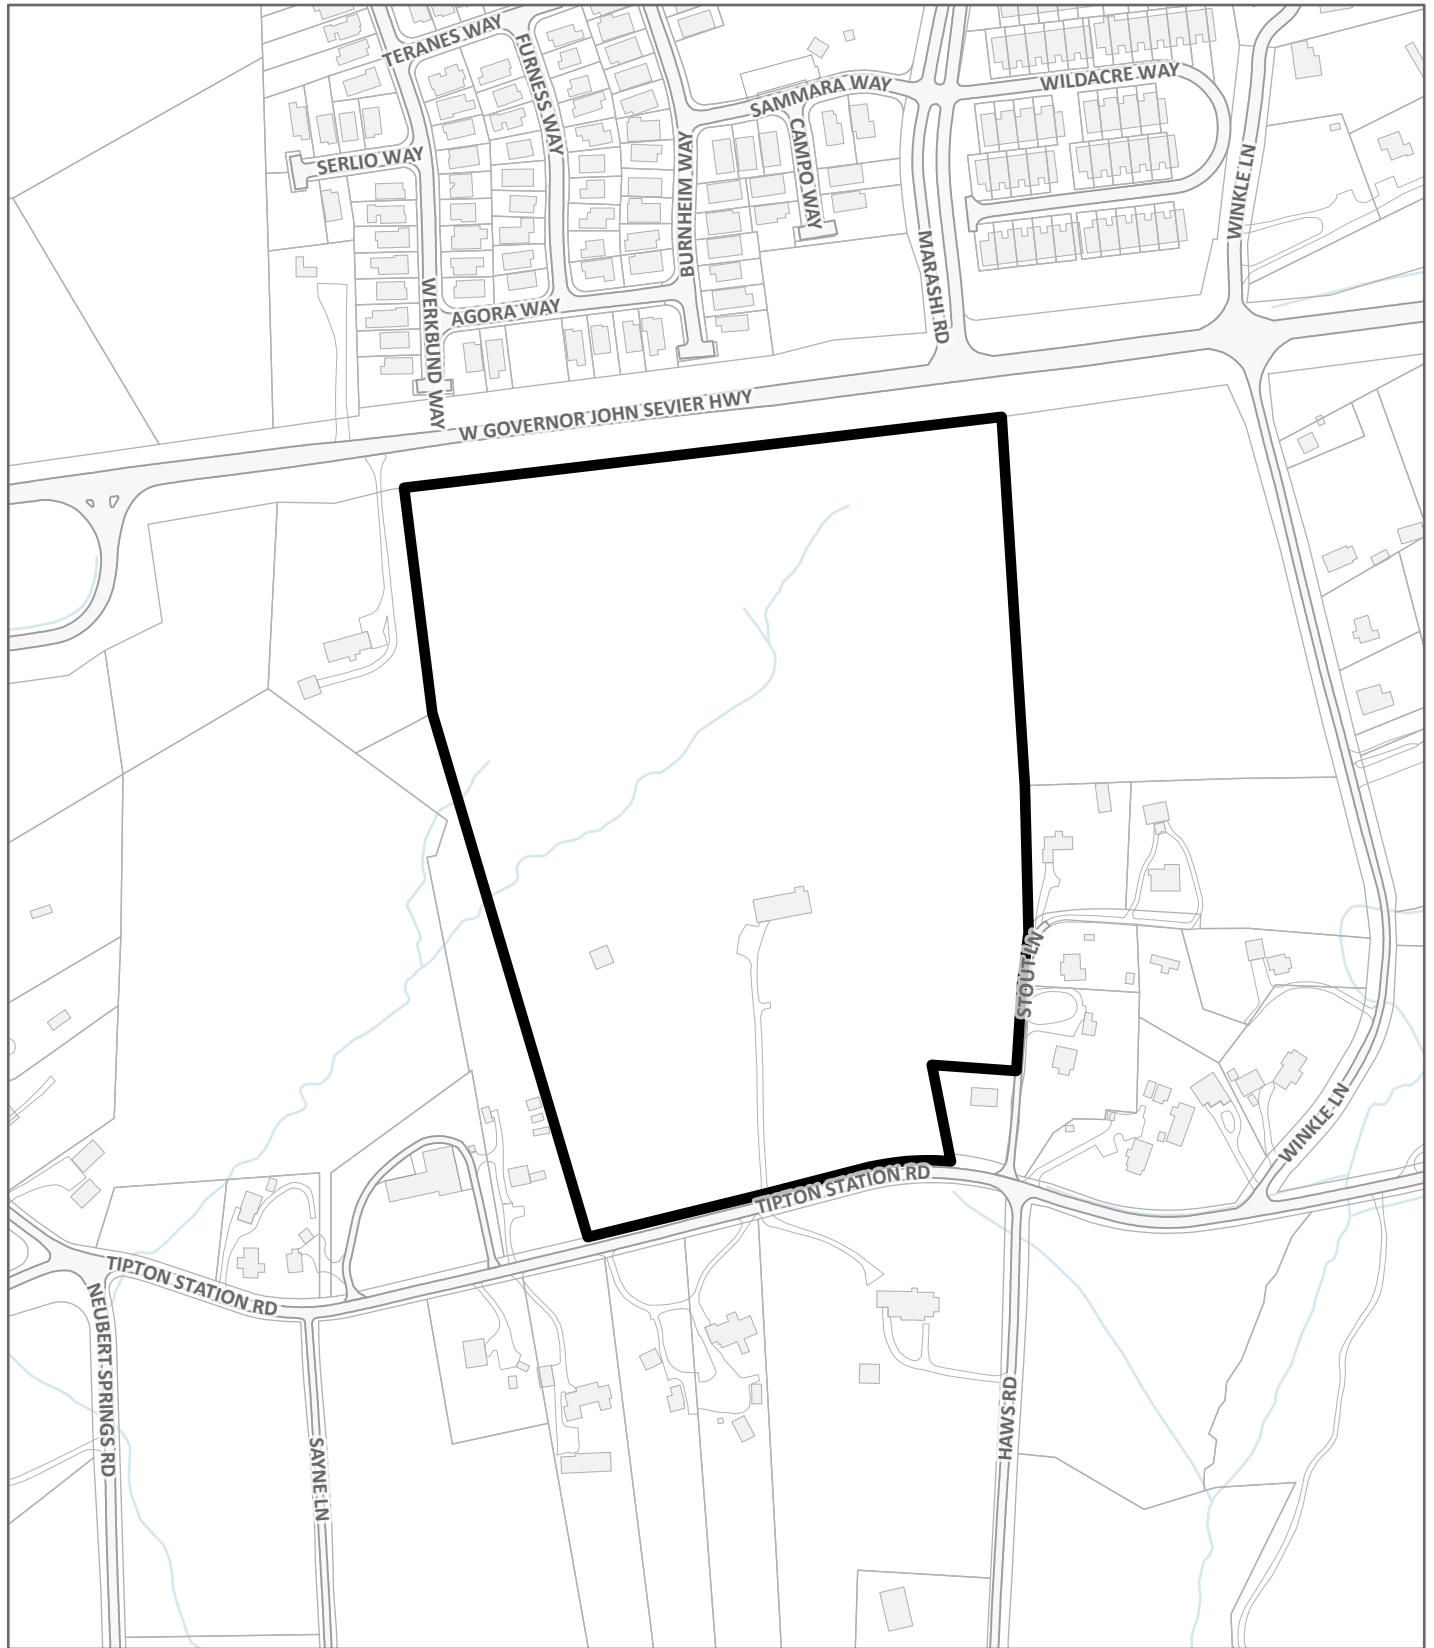 TERANES WAY
FURNESS WAY
SAMMARA WAY
WILDACRE WAY
CAMPO WAY
SERLIO WAY
BURNHEIM WAY
WINKLE LN
MARASHI RD
WERKBUND WAY
AGORA WAY
W GOVERNOR JOHN SEVIER HWY
STOUT LN
WINKLE LN
TIPTON STATION RD
TIPTON STATION RD
NEUBERT SPRINGS RD
SAYNE LN
HAWS RD